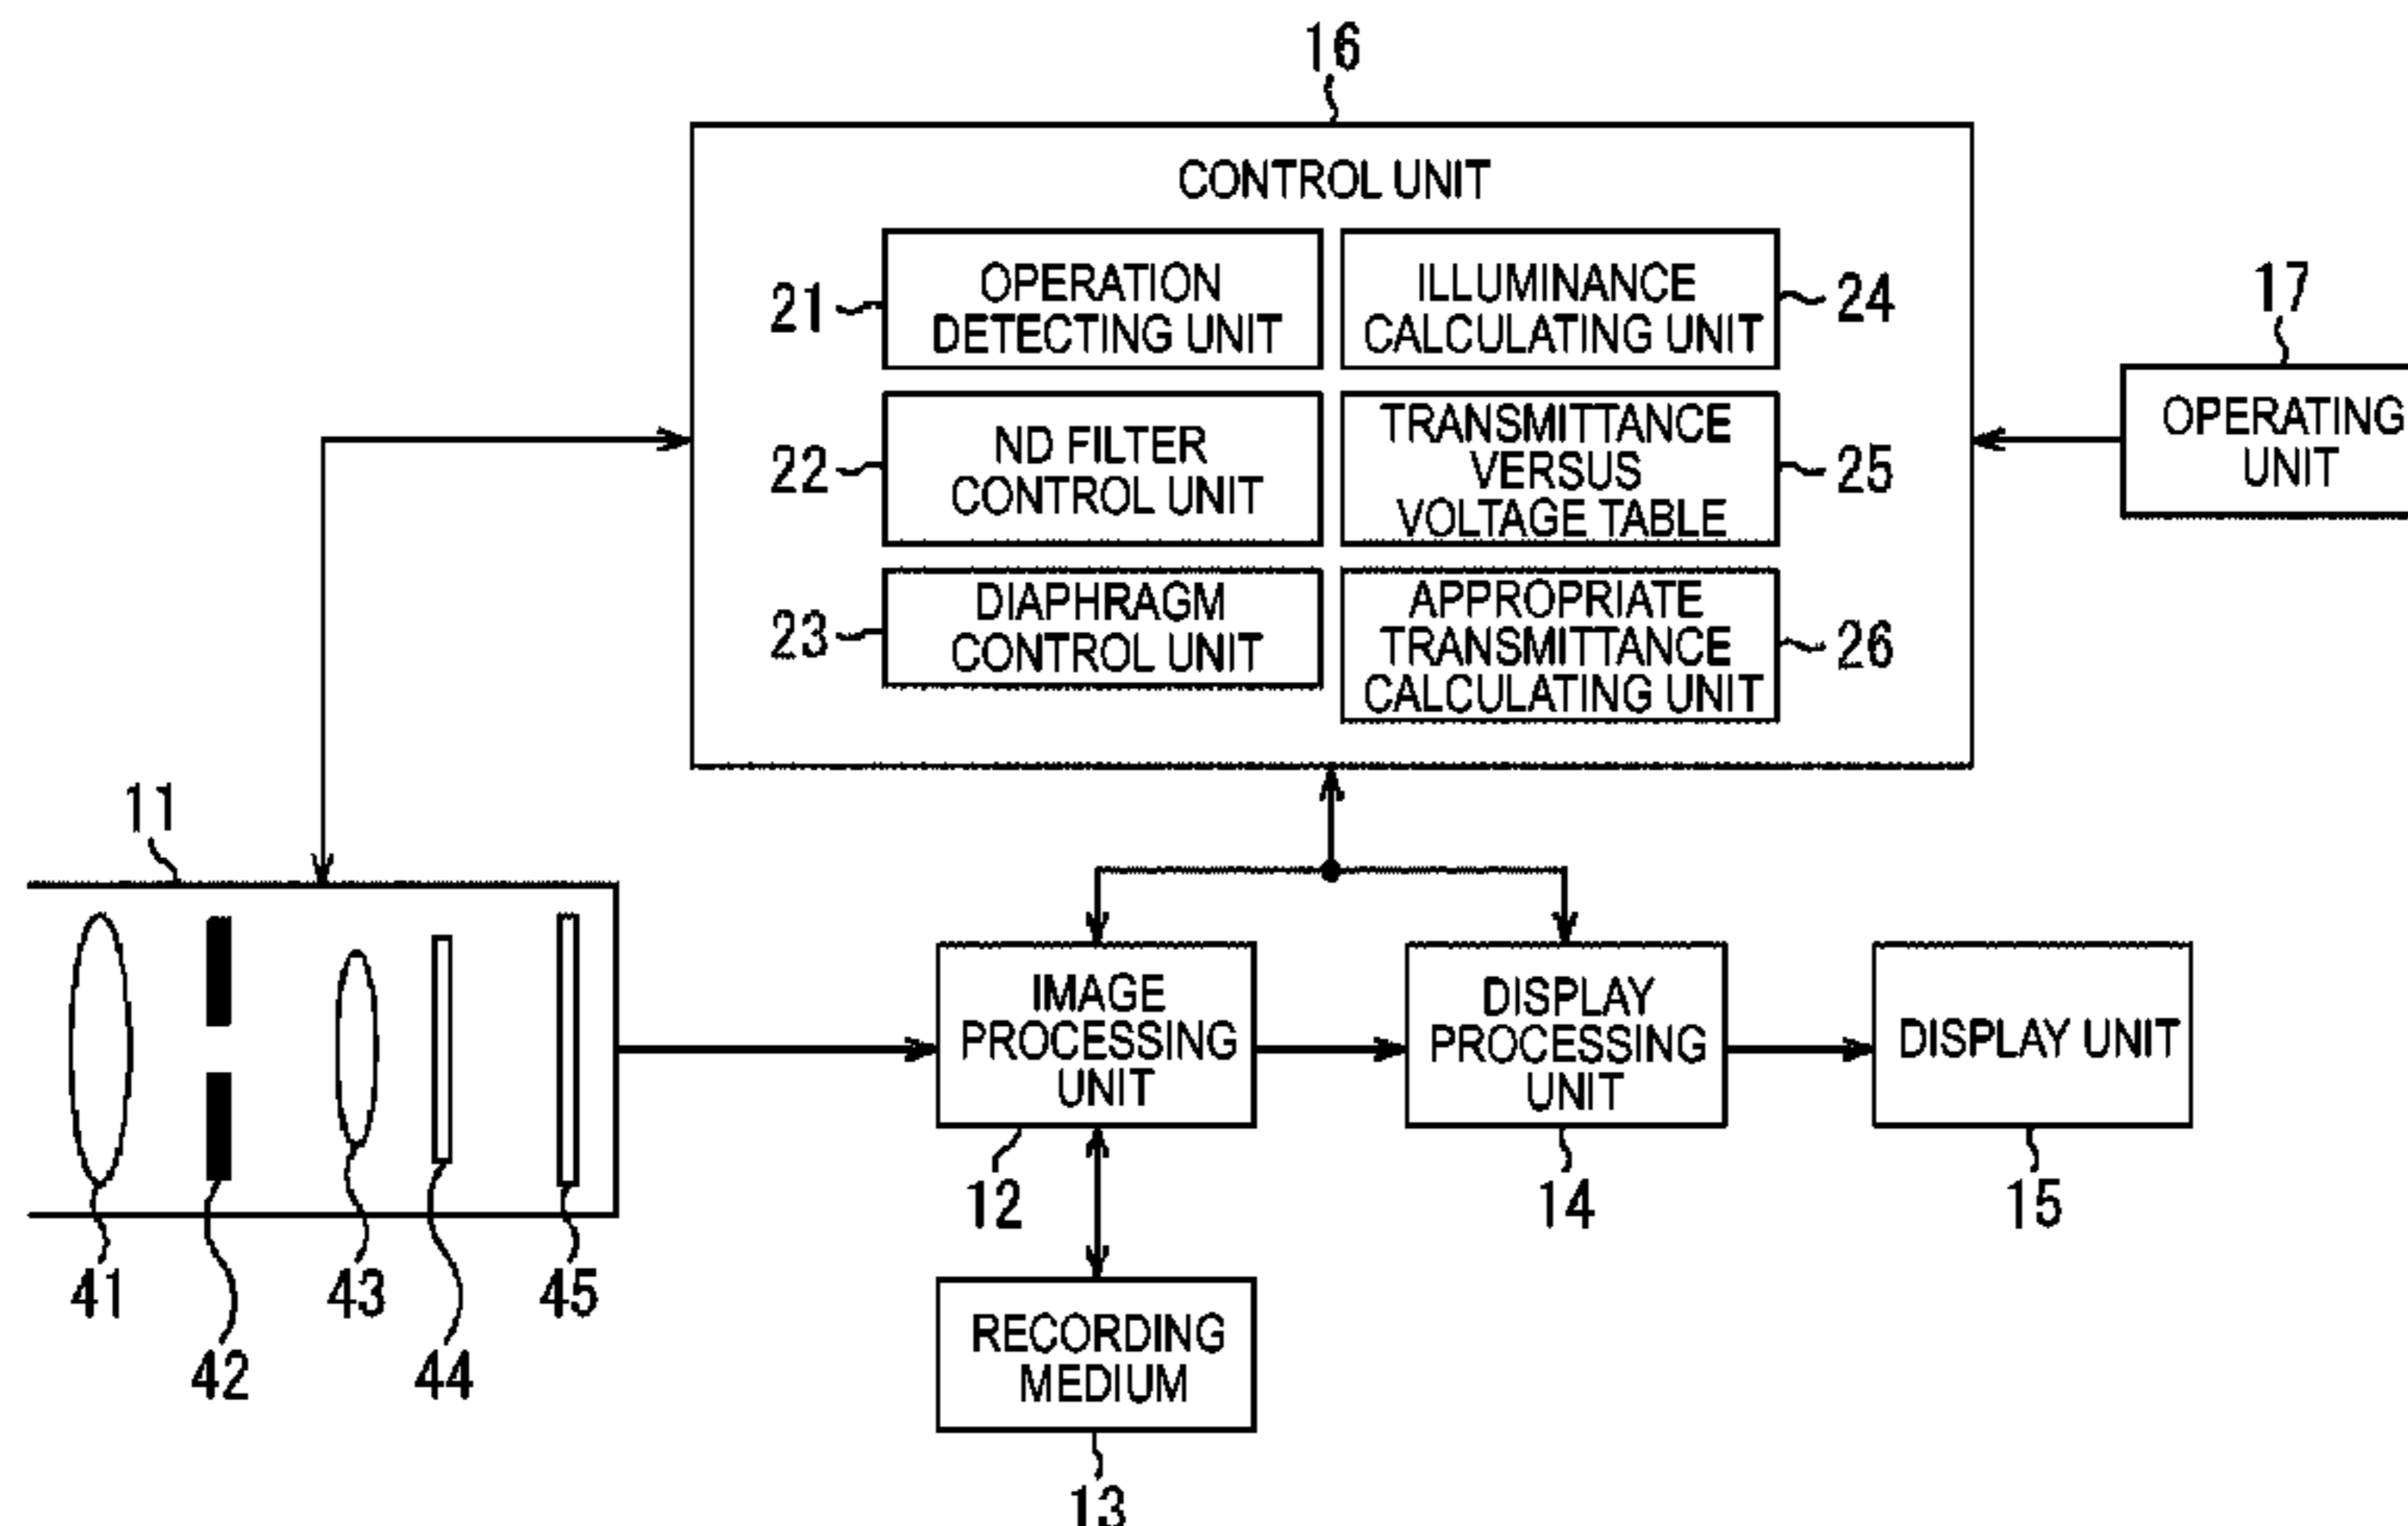 16
CONTROL UNIT
21
OPERATION
DETECTING UNIT
ILLUMINANCE
CALCULATING UNIT
24
22
ND FILTER
CONTROL UNIT
TRANSMITTANCE
VERSUS
VOLTAGE TABLE
25
23
DIAPHRAGM
CONTROL UNIT
APPROPRIATE
TRANSMITTANCE
CALCULATING UNIT
26
17
OPERATING
UNIT
11
41
42
43
44
45
IMAGE
PROCESSING
UNIT
12
DISPLAY
PROCESSING
UNIT
14
DISPLAY UNIT
15
RECORDING
MEDIUM
13